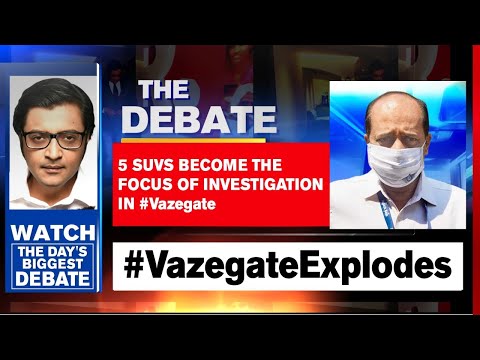 THE
DEBATE
5 SUVS BECOME THE
FOCUS OF INVESTIGATION
IN #Vazegate
WATCH
THE DAY'S
BIGGEST
DEBATE
#VazegateExplodes